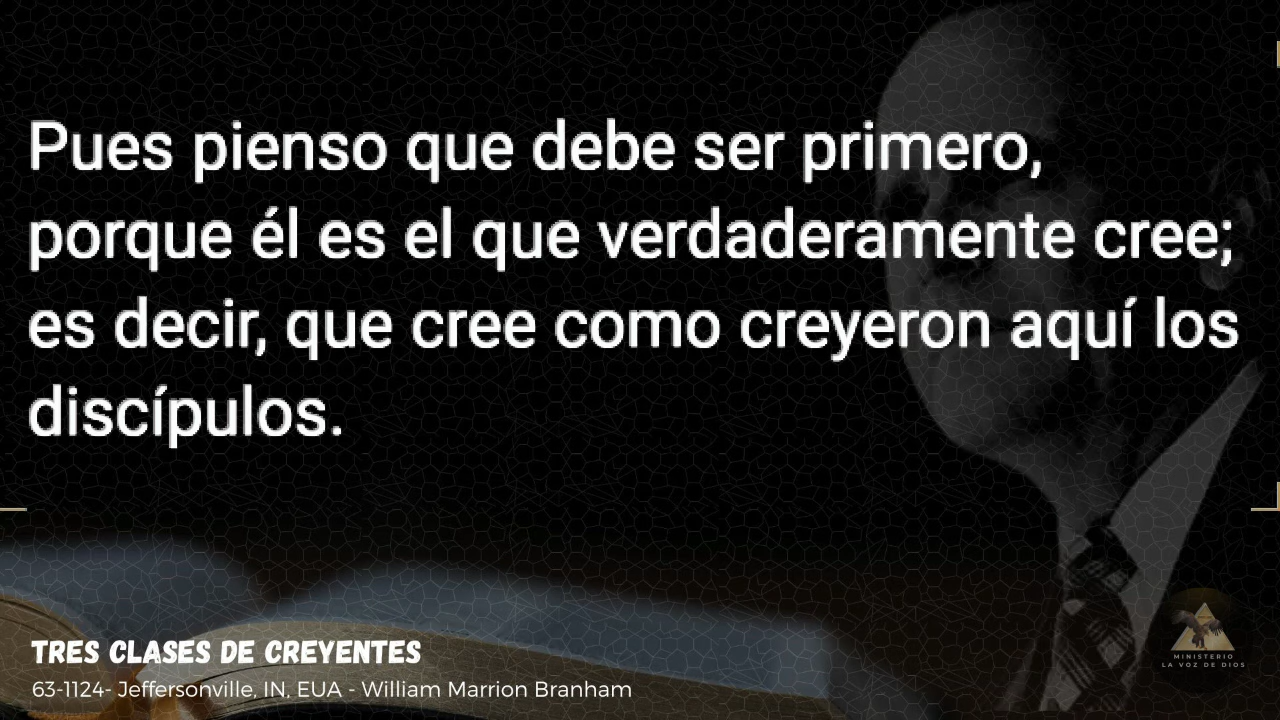 Pues pienso que debe ser primero,
porque él es el que verdaderamente cree;
es decir, que cree como creyeron aquí los
discípulos.
TRES CLASES DE CREYENTES
63-1124- Jeffersonville, IN, EUA - William Marrion Branham
MINISTERIO
LA VOZ DE DIOS